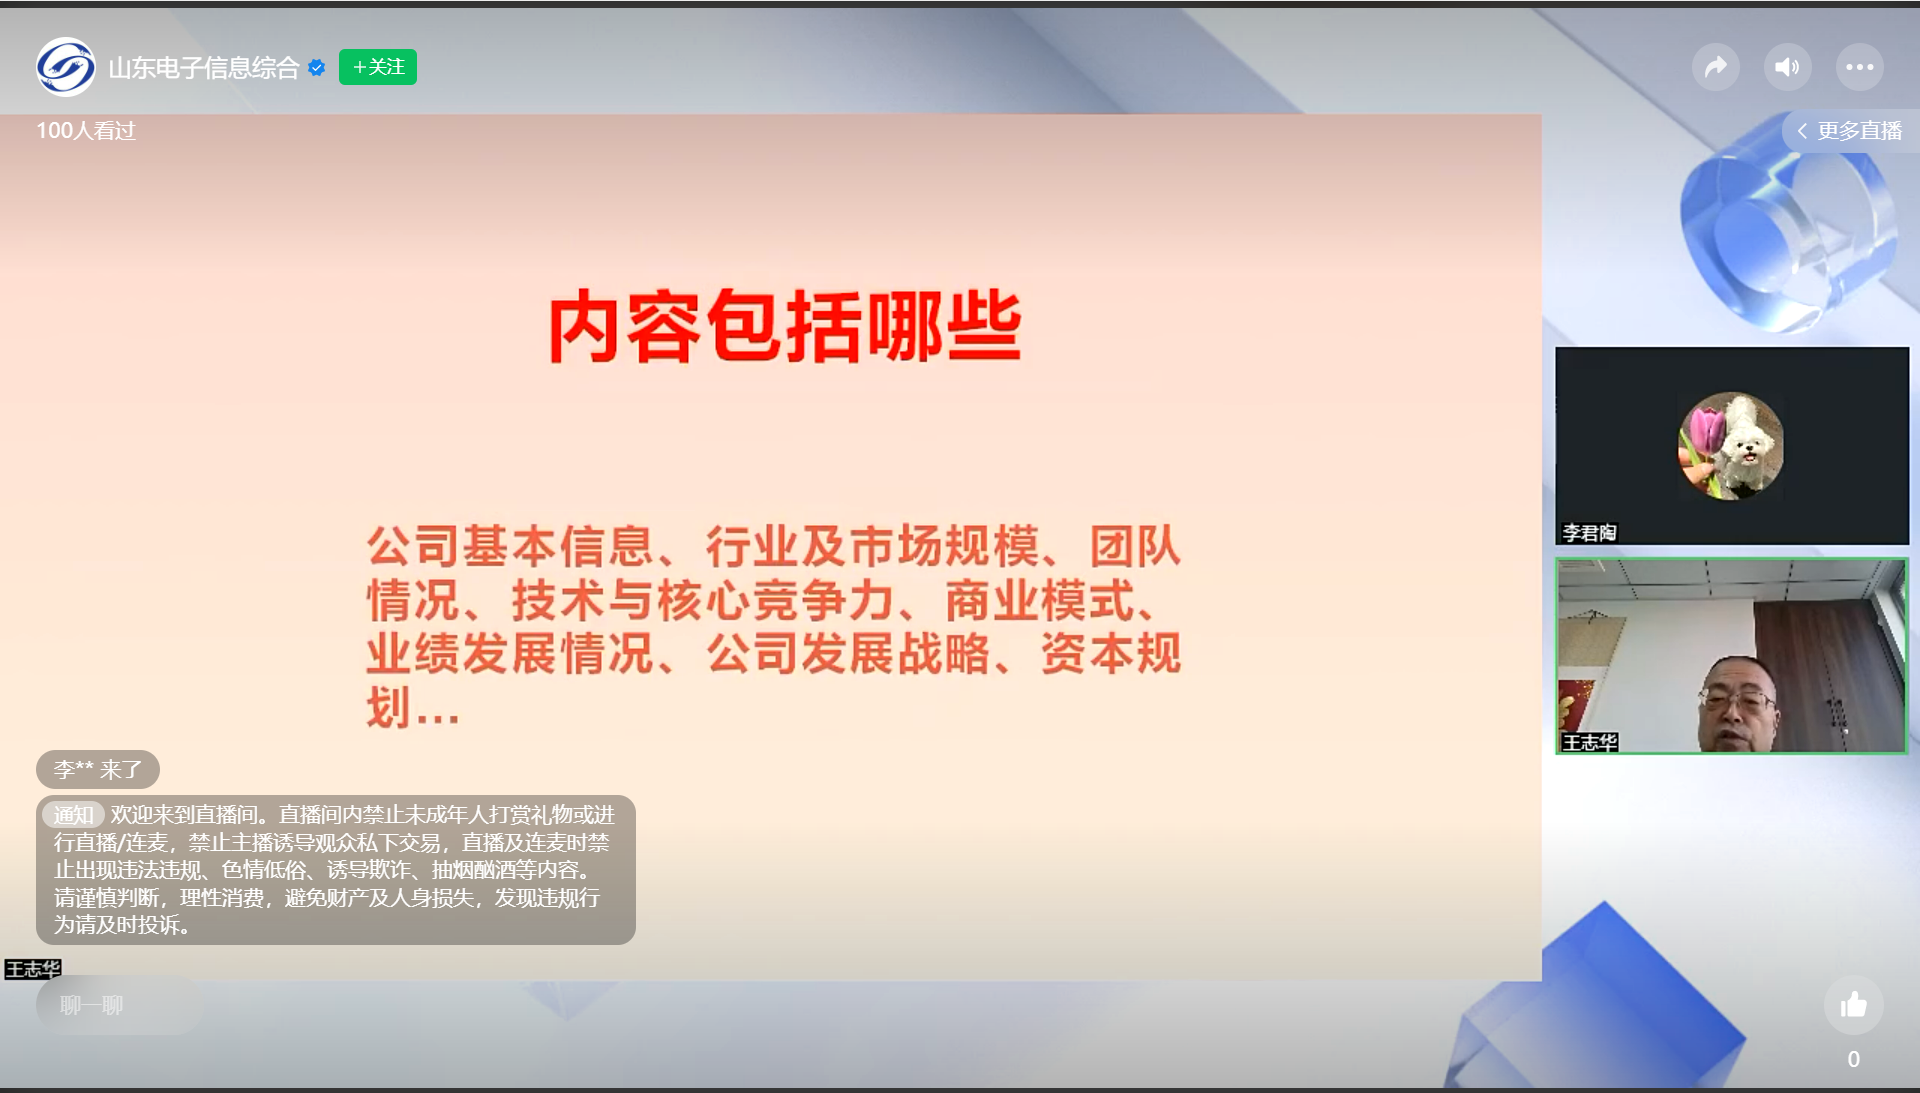 山东电子信息综合
+关注
100人看过
更多直播
内容包括哪些
公司基本信息、行业及市场规模、团队
情况、技术与核心竞争力、商业模式、
业绩发展情况、公司发展战略、资本规
划...
李君陶
王志华
李** 来了
通知 欢迎来到直播间。直播间内禁止未成年人打赏礼物或进
行直播/连麦，禁止主播诱导观众私下交易，直播及连麦时禁
止出现违法违规、色情低俗、诱导欺诈、抽烟酗酒等内容。
请谨慎判断，理性消费，避免财产及人身损失，发现违规行
为请及时投诉。
王志华
聊一聊
0